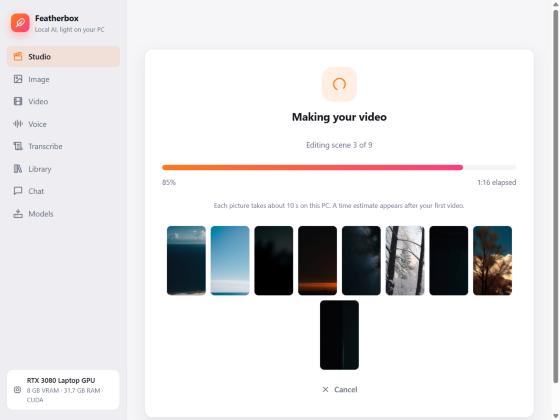 Featherbox
Local AI, light on your PC
Studio
Image
Video
Voice
Transcribe
Library
Chat
Models
RTX 3080 Laptop GPU
8 GB VRAM · 31.7 GB RAM ·
CUDA
Making your video
Editing scene 3 of 9
85%
1:16 elapsed
Each picture takes about 10 s on this PC. A time estimate appears after your first video.
Cancel